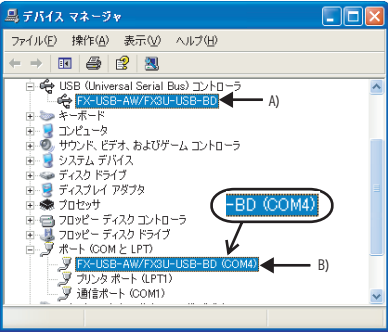 デバイス マネージャ
ファイル(F) 操作(A) 表示(V) ヘルプ(H)
USB (Universal Serial Bus) コントローラ
FX-USB-AW/FX3U-USB-BD A)
キーボード
コンピュータ
サウンド、ビデオ、およびゲーム コントローラ
システム デバイス
ディスク ドライブ
ディスプレイ アダプタ
プロセッサ
-BD (COM4)
フロッピー ディスク コントローラ
フロッピー ディスク ドライブ
ポート (COM と LPT)
FX-USB-AW/FX3U-USB-BD (COM4) B)
プリンタ ポート (LPT1)
通信ポート (COM1)